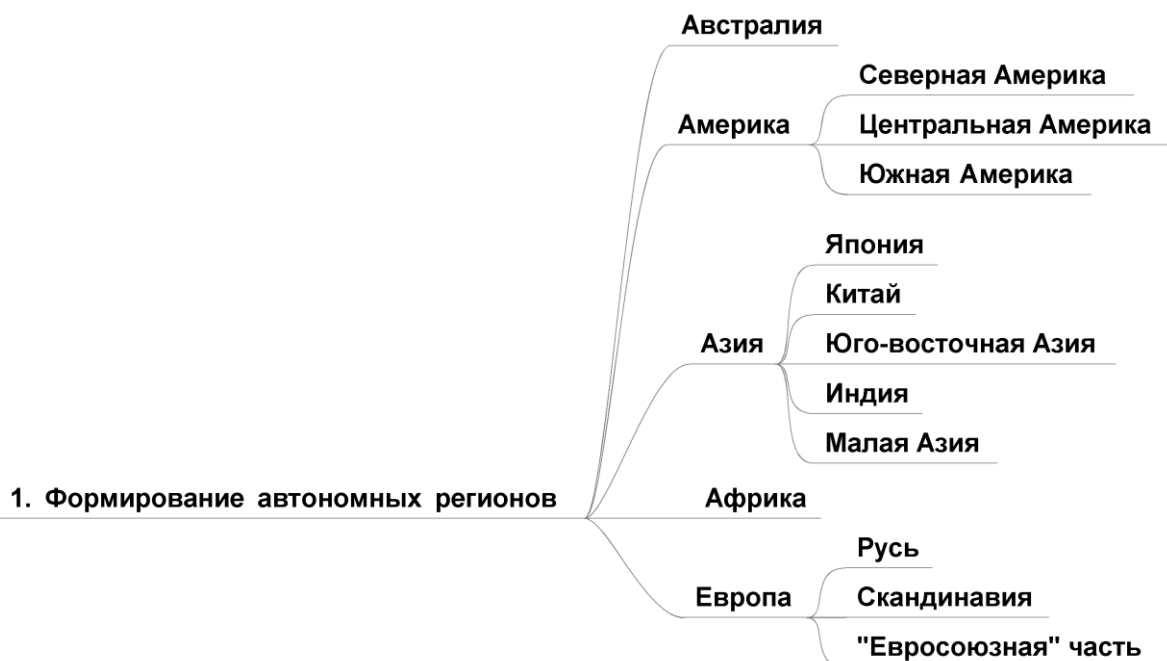 Австралия
Северная Америка
Америка
Центральная Америка
Южная Америка
Япония
Китай
Азия
Юго-восточная Азия
Индия
Малая Азия
1. Формирование автономных регионов
Африка
Русь
Европа
Скандинавия
"Евросоюзная" часть